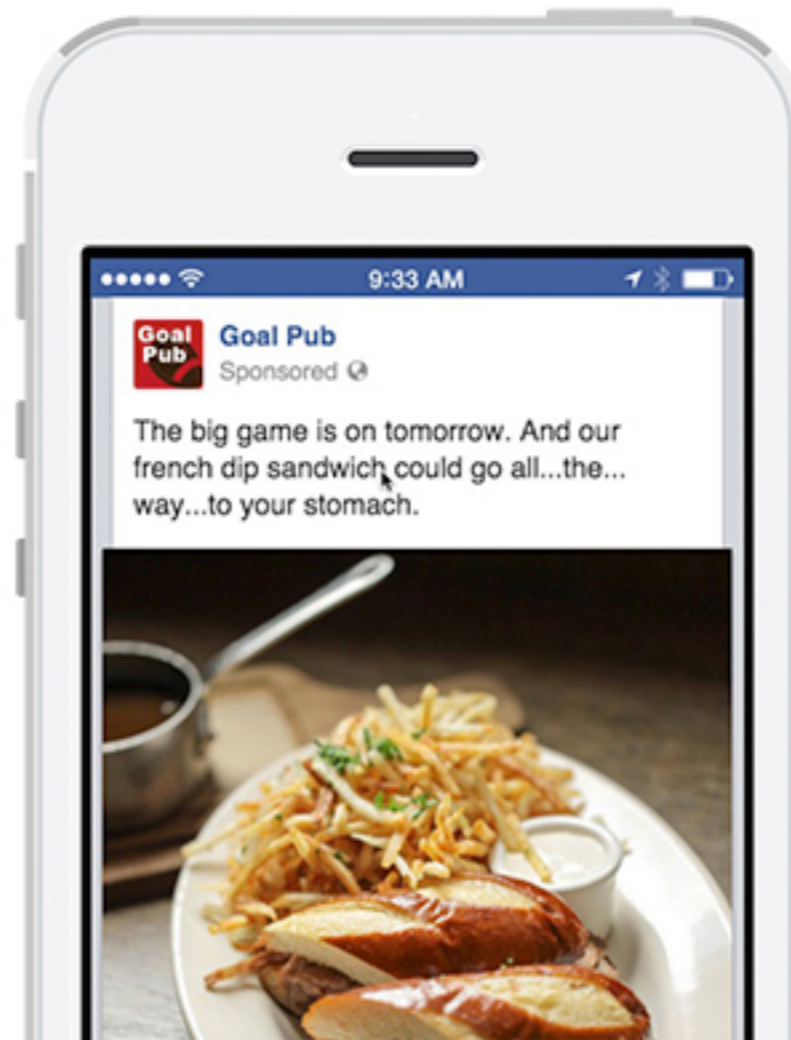 9:33 AM
Goal
Pub
Goal Pub
Sponsored
The big game is on tomorrow. And our
french dip sandwich could go all...the...
way...to your stomach.